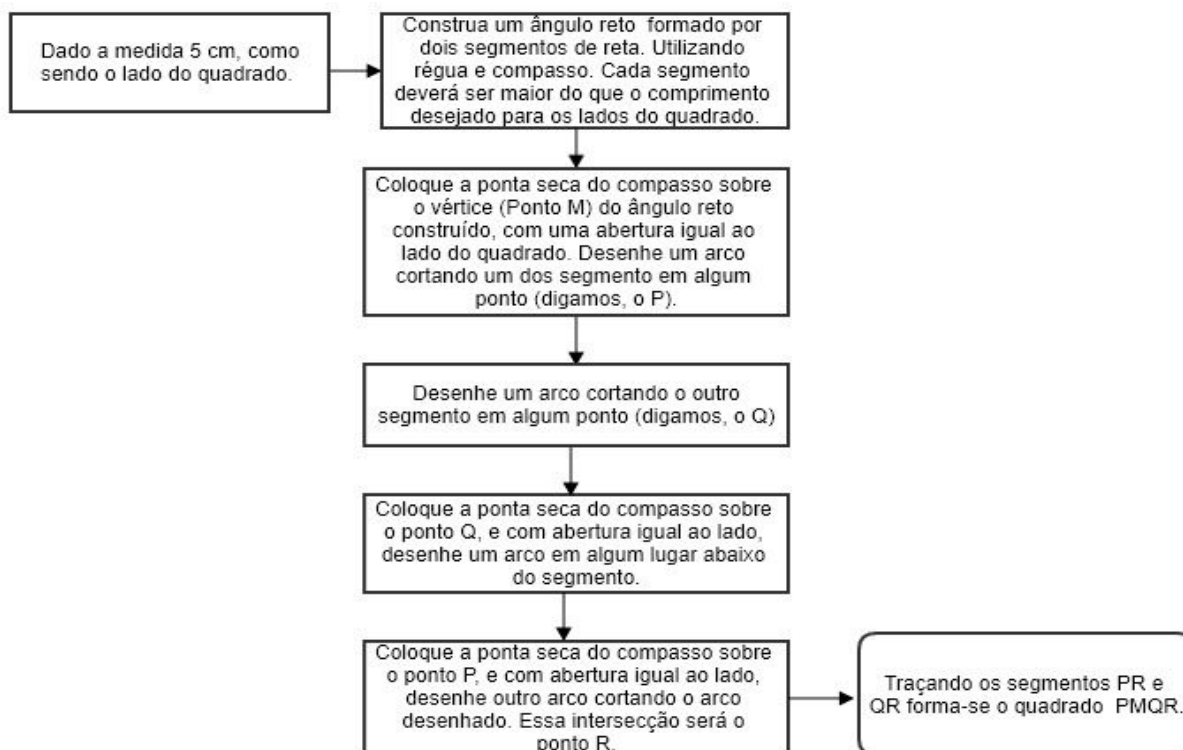 Dado a medida 5 cm, como
sendo o lado do quadrado.
Construa um ângulo reto formado por
dois segmentos de reta. Utilizando
régua e compasso. Cada segmento
deverá ser maior do que o comprimento
desejado para os lados do quadrado.
Coloque a ponta seca do compasso sobre
o vértice (Ponto M) do ângulo reto
construído, com uma abertura igual ao
lado do quadrado. Desenhe um arco
cortando um dos segmento em algum
ponto (digamos, o P).
Desenhe um arco cortando o outro
segmento em algum ponto (digamos, o Q)
Coloque a ponta seca do compasso sobre
o ponto Q, e com abertura igual ao lado,
desenhe um arco em algum lugar abaixo
do segmento.
Coloque a ponta seca do compasso sobre
o ponto P, e com abertura igual ao lado,
desenhe outro arco cortando o arco
desenhado. Essa intersecção será o
ponto R.
Traçando os segmentos PR e
QR forma-se o quadrado PMQR.